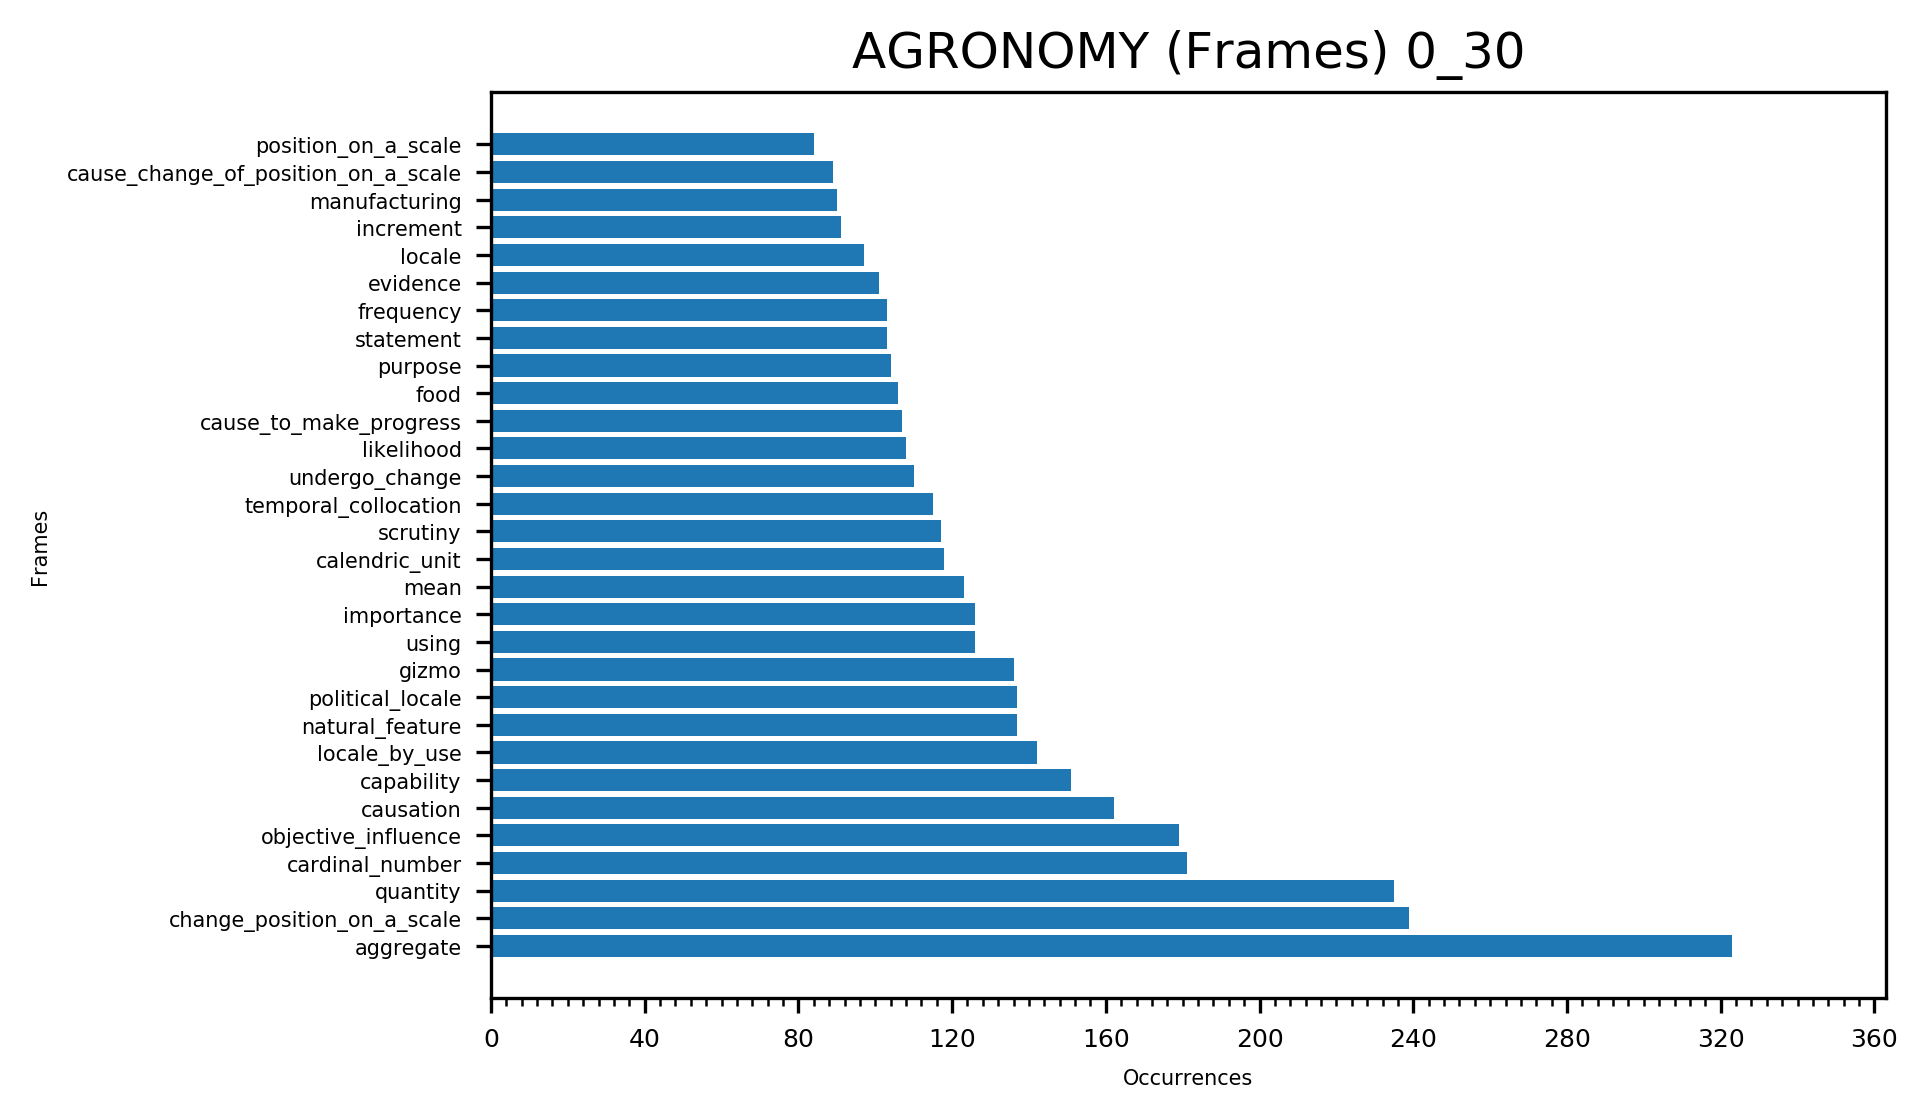 AGRONOMY (Frames) 0_30
position_on_a_scale
cause_change_of_position_on_a_scale
manufacturing
increment
locale
evidence
frequency
statement
purpose
food
cause_to_make_progress
likelihood
undergo_change
temporal_collocation
scrutiny
calendric_unit
mean
importance
using
gizmo
political_locale
natural_feature
locale_by_use
capability
causation
objective_influence
cardinal_number
quantity
change_position_on_a_scale
aggregate
Frames
0 40 80 120 160 200 240 280 320 360
Occurrences